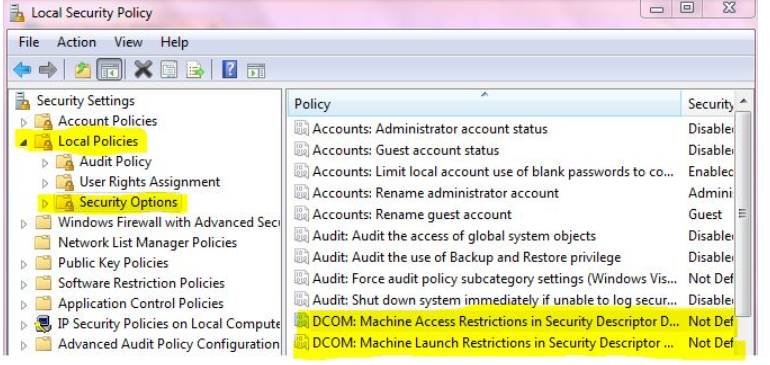 Local Security Policy
File Action View Help
Security Settings
Account Policies
Local Policies
Audit Policy
User Rights Assignment
Security Options
Windows Firewall with Advanced Secu
Network List Manager Policies
Public Key Policies
Software Restriction Policies
Application Control Policies
IP Security Policies on Local Compute
Advanced Audit Policy Configuration
Policy Security
Accounts: Administrator account status Disable
Accounts: Guest account status Disable
Accounts: Limit local account use of blank passwords to co... Enabled
Accounts: Rename administrator account Admini
Accounts: Rename guest account Guest
Audit: Audit the access of global system objects Disable
Audit: Audit the use of Backup and Restore privilege Disable
Audit: Force audit policy subcategory settings (Windows Vis... Not Def
Audit: Shut down system immediately if unable to log secur... Disable
DCOM: Machine Access Restrictions in Security Descriptor D... Not Def
DCOM: Machine Launch Restrictions in Security Descriptor ... Not Def